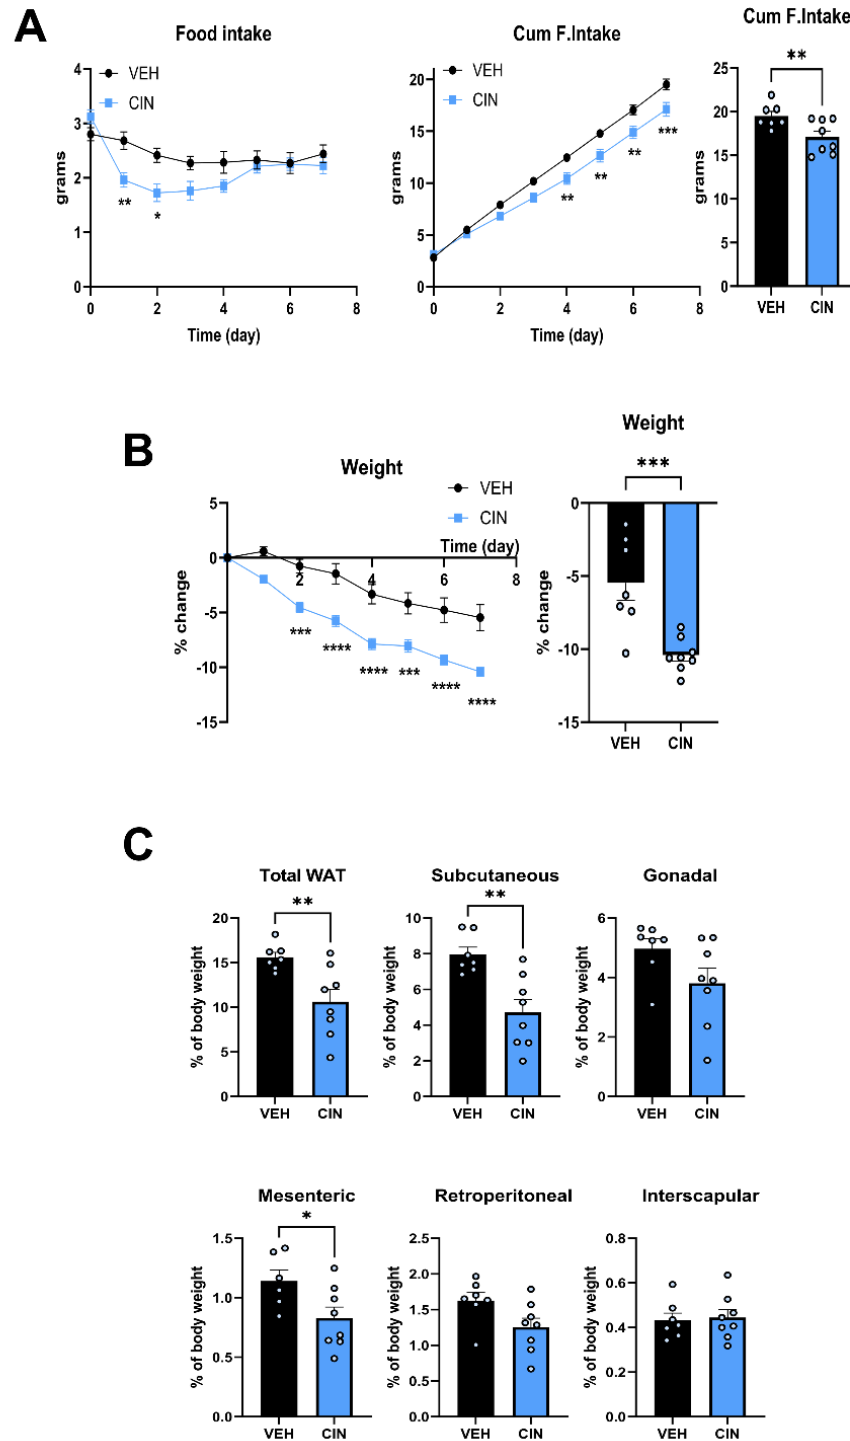 A
Food intake
VEH
CIN
grams
4
3
2
1
0
**
*
0 2 4 6 8
Time (day)
Cum F.Intake
VEH
CIN
grams
20
15
10
5
0
**
**
**
***
0 2 4 6 8
Time (day)
Cum F.Intake
**
grams
25
20
15
10
5
0
VEH CIN
B
Weight
VEH
CIN
Time (day)
% change
5
0
-5
-10
-15
2 4 6 8
***
****
****
***
****
****
Weight
***
% change
0
-5
-10
-15
VEH CIN
C
Total WAT
**
% of body weight
20
15
10
5
0
VEH CIN
Subcutaneous
**
% of body weight
10
8
6
4
2
0
VEH CIN
Gonadal
% of body weight
6
4
2
0
VEH CIN
Mesenteric
*
% of body weight
1.5
1.0
0.5
0.0
VEH CIN
Retroperitoneal
% of body weight
2.5
2.0
1.5
1.0
0.5
0.0
VEH CIN
Interscapular
% of body weight
0.8
0.6
0.4
0.2
0.0
VEH CIN